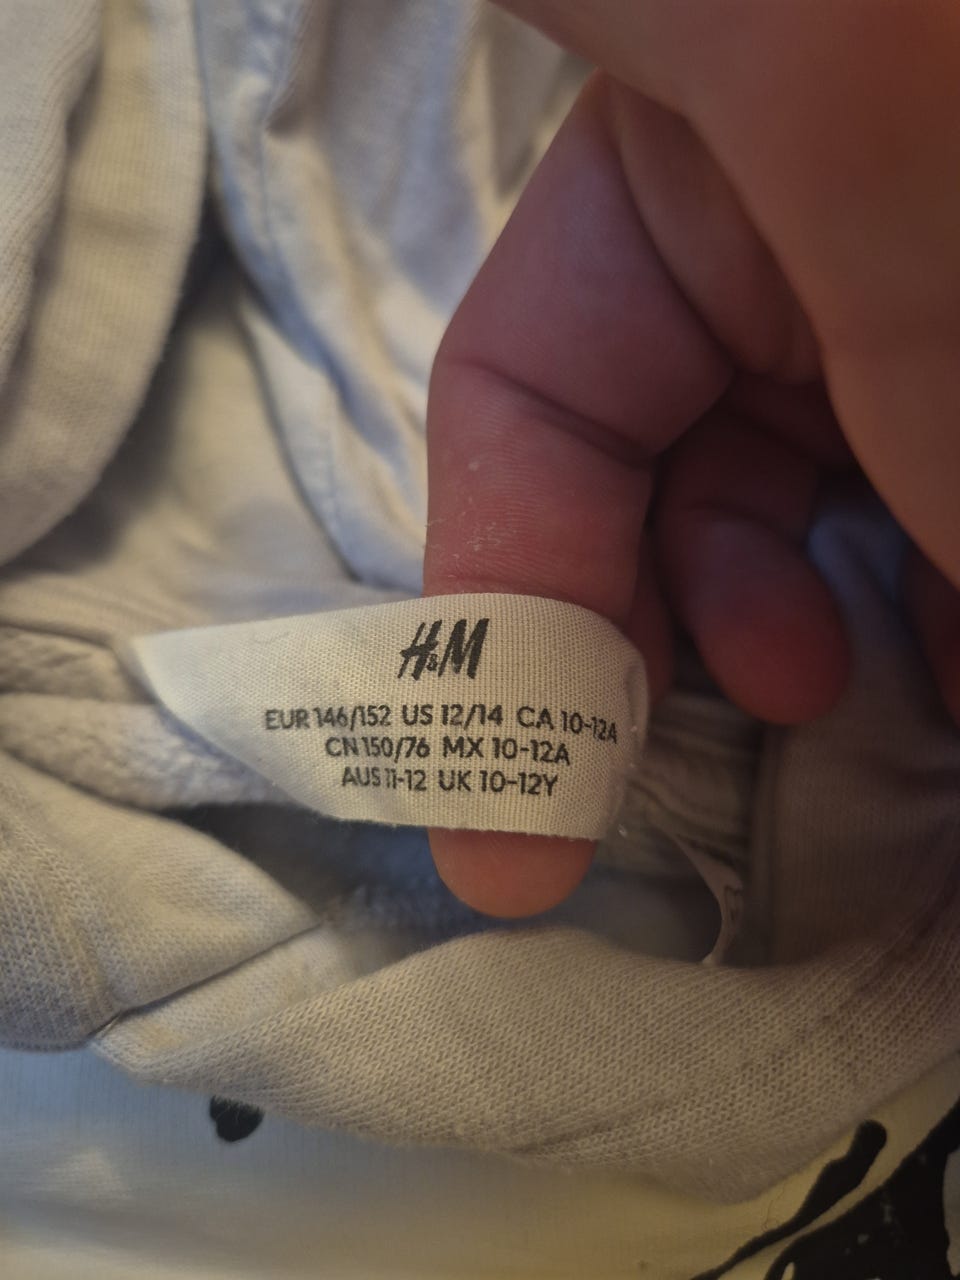 H&M
EUR 146/152 US 12/14 CA 10-12A
CN 150/76 MX 10-12A
AUS 11-12 UK 10-12Y